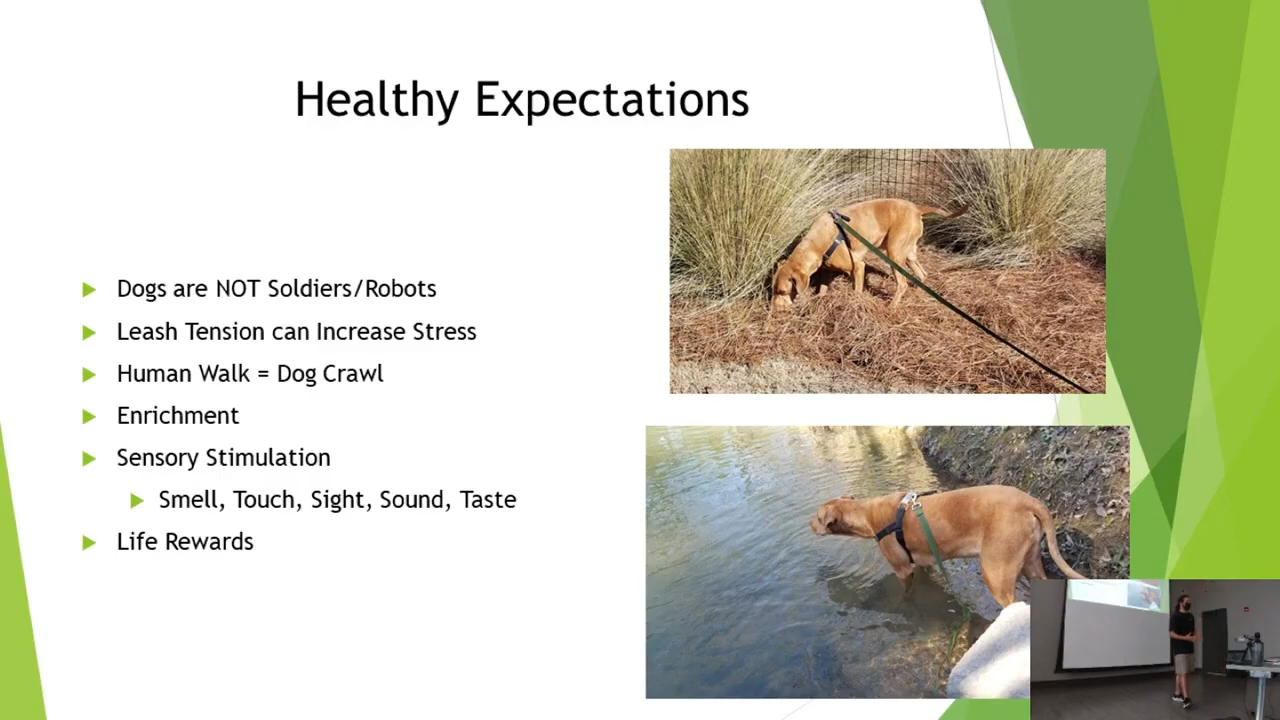 Healthy Expectations
Dogs are NOT Soldiers/Robots
Leash Tension can Increase Stress
Human Walk = Dog Crawl
Enrichment
Sensory Stimulation
Smell, Touch, Sight, Sound, Taste
Life Rewards